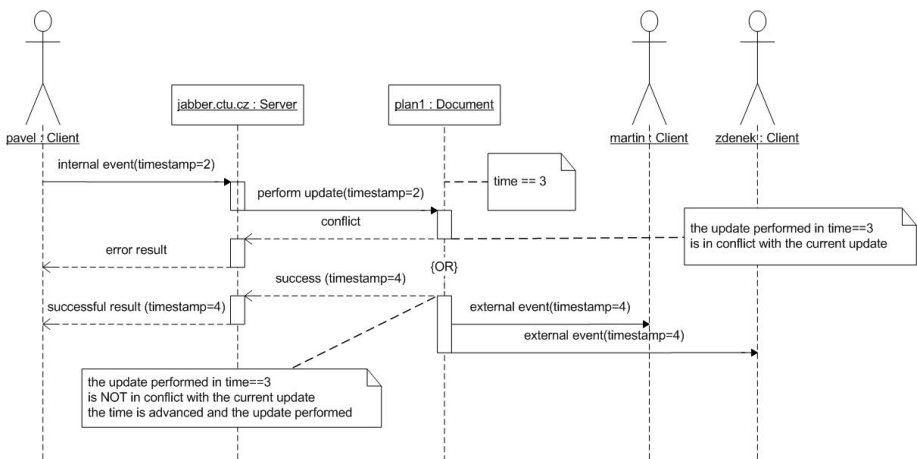 jabber.ctu.cz : Server
plan1 : Document
pavel : Client
martin : Client
zdenek : Client
internal event(timestamp=2)
time == 3
perform update(timestamp=2)
conflict
the update performed in time==3
is in conflict with the current update
error result
{OR}
success (timestamp=4)
successful result (timestamp=4)
external event(timestamp=4)
external event(timestamp=4)
the update performed in time==3
is NOT in conflict with the current update
the time is advanced and the update performed